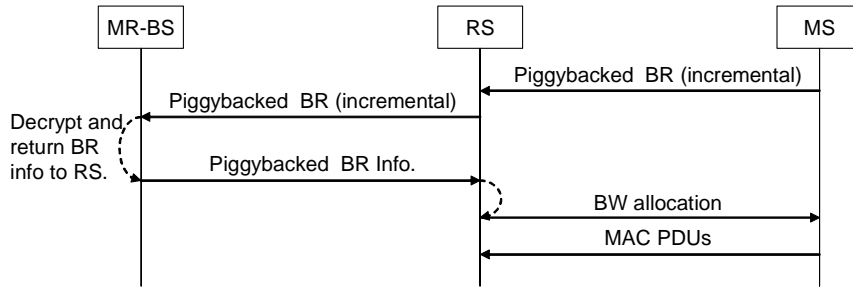 MR-BS
RS
MS
Piggybacked BR (incremental)
Piggybacked BR (incremental)
Decrypt and
return BR
info to RS.
Piggybacked BR Info.
BW allocation
MAC PDUs